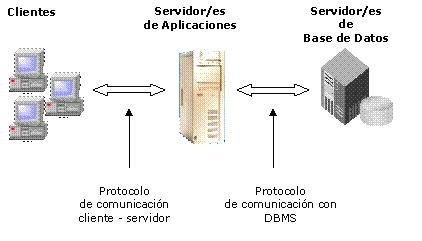 Clientes
Servidor/es
de Aplicaciones
Servidor/es
de
Base de Datos
Protocolo
de comunicación
cliente - servidor
Protocolo
de comunicación con
DBMS